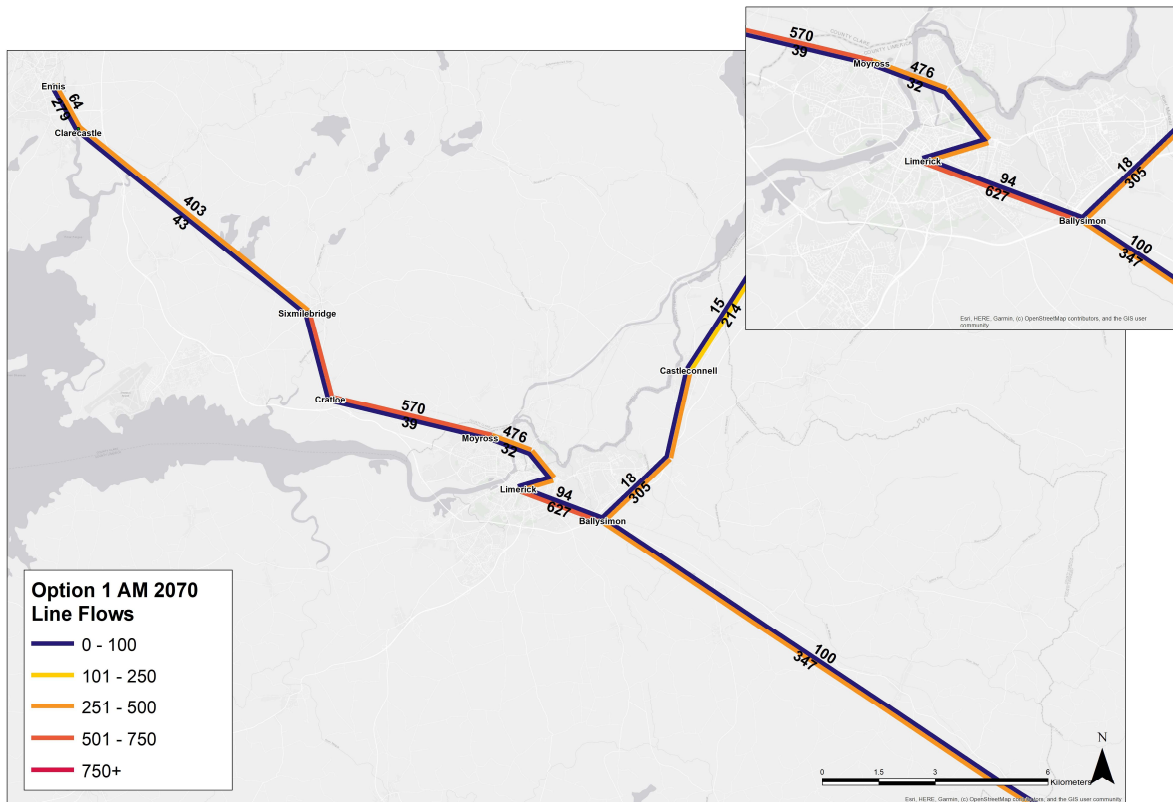 570
39
COUNTY CLARE
COUNTY LIMERICK
Moyross
476
32
Limerick
94
627
18
305
Ballysimon
100
347
Esri, HERE, Garmin, (c) OpenStreetMap contributors, and the GIS user
community
Ennis
64
279
Clarecastle
403
43
Sixmilebridge
Cratloe
570
39
Moyross
476
32
Limerick
94
627
Ballysimon
18
305
Castleconnell
15
214
100
347
Option 1 AM 2070
Line Flows
0 - 100
101 - 250
251 - 500
501 - 750
750+
N
0 1.5 3 6
Kilometers
Esri, HERE, Garmin, (c) OpenStreetMap contributors, and the GIS user community